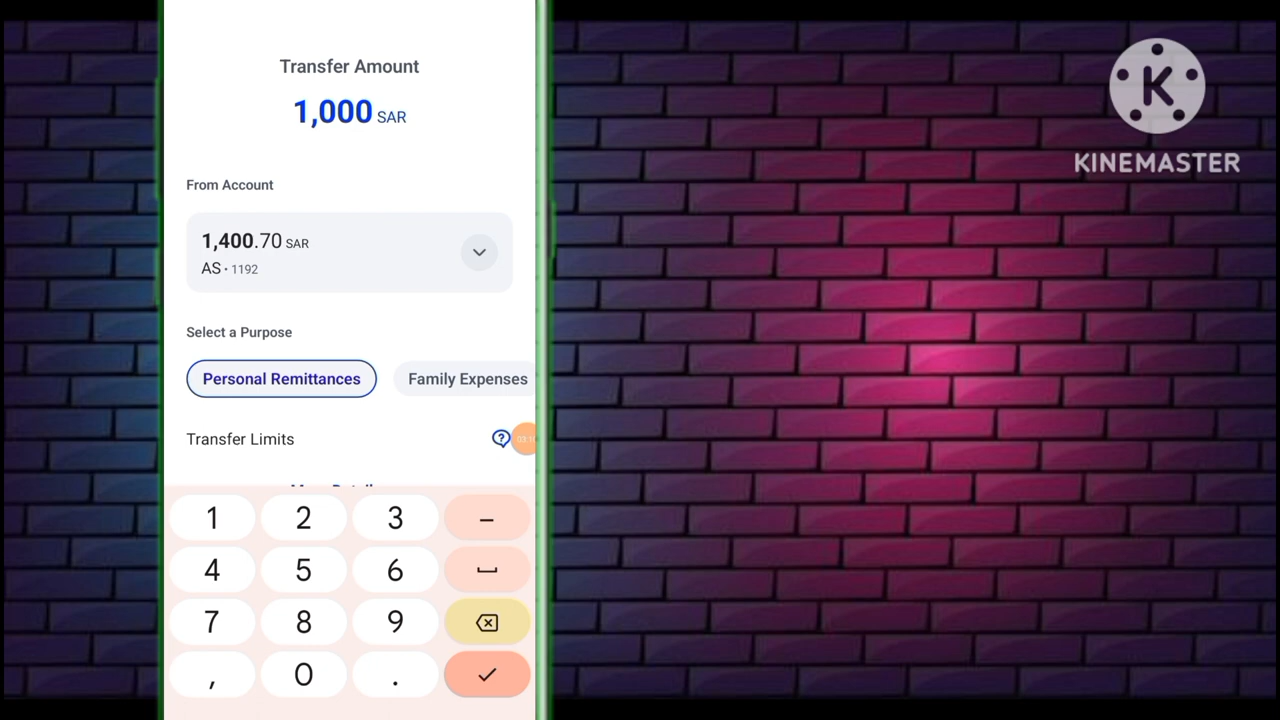 Transfer Amount
1,000 SAR
From Account
1,400.70 SAR
AS • 1192
Select a Purpose
Personal Remittances
Family Expenses
Transfer Limits
?
1 2 3 –
4 5 6
7 8 9
, 0 .
K
KINEMASTER